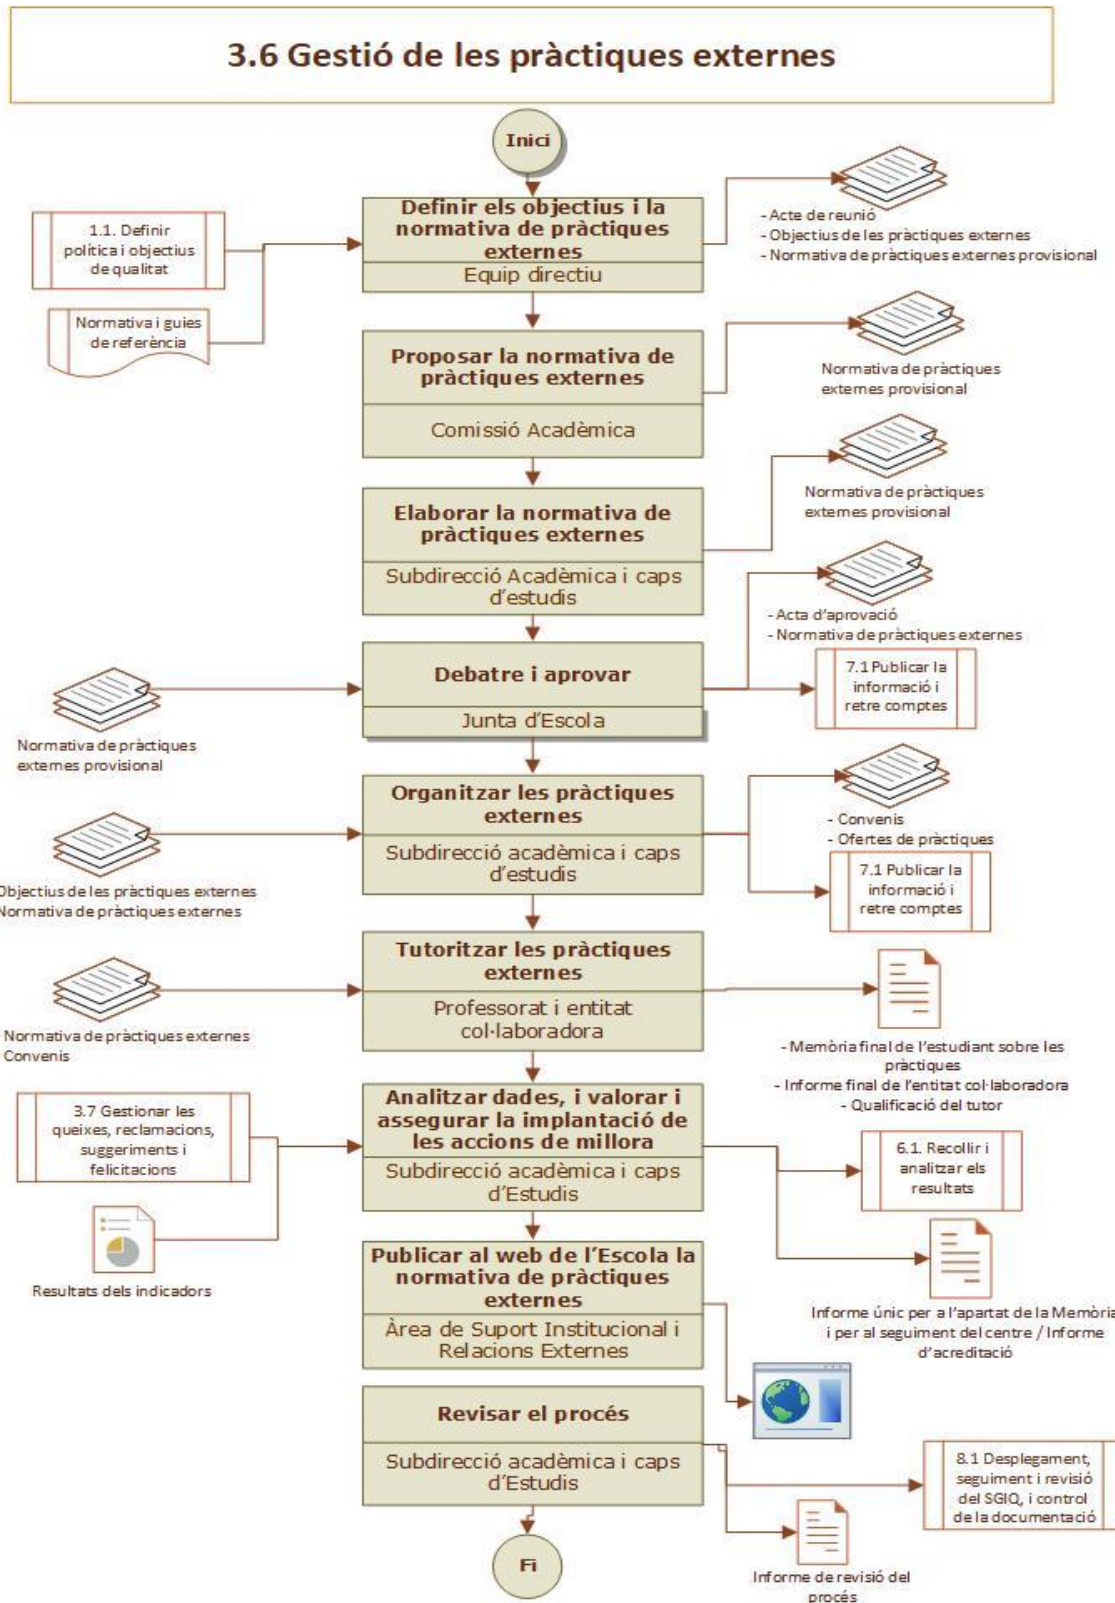 3.6 Gestió de les pràctiques externes
Inici
Definir els objectius i la
normativa de pràctiques
externes
Equip directiu
1.1. Definir
política i objectius
de qualitat
Normativa i guies
de referència
- Acte de reunió
- Objectius de les pràctiques externes
- Normativa de pràctiques externes provisional
Proposar la normativa de
pràctiques externes
Comissió Acadèmica
Normativa de pràctiques
externes provisional
Elaborar la normativa de
pràctiques externes
Subdirecció Acadèmica i caps
d'estudis
Normativa de pràctiques
externes provisional
Debatre i aprovar
Junta d'Escola
Normativa de pràctiques
externes provisional
- Acta d'aprovació
- Normativa de pràctiques externes
7.1 Publicar la
informació i
retre comptes
Organitzar les pràctiques
externes
Subdirecció acadèmica i caps
d'estudis
Objectius de les pràctiques externes
Normativa de pràctiques externes
- Convenis
- Ofertes de pràctiques
7.1 Publicar la
informació i
retre comptes
Tutoritzar les pràctiques
externes
Professorat i entitat
col·laboradora
Normativa de pràctiques externes
Convenis
- Memòria final de l'estudiant sobre les
pràctiques
- Informe final de l'entitat col·laboradora
- Qualificació del tutor
Analitzar dades, i valorar i
assegurar la implantació de
les accions de millora
Subdirecció acadèmica i caps
d'Estudis
3.7 Gestionar les
queixes, reclamacions,
suggeriments i
felicitacions
Resultats dels indicadors
6.1. Recollir i
analitzar els
resultats
Informe únic per a l'apartat de la Memòria
i per al seguiment del centre / Informe
d'acreditació
Publicar al web de l'Escola la
normativa de pràctiques
externes
Àrea de Suport Institucional i
Relacions Externes
Revisar el procés
Subdirecció acadèmica i caps
d'Estudis
8.1 Desplegament,
seguiment i revisió
del SGIQ, i control
de la documentació
Informe de revisió del
procés
Fi